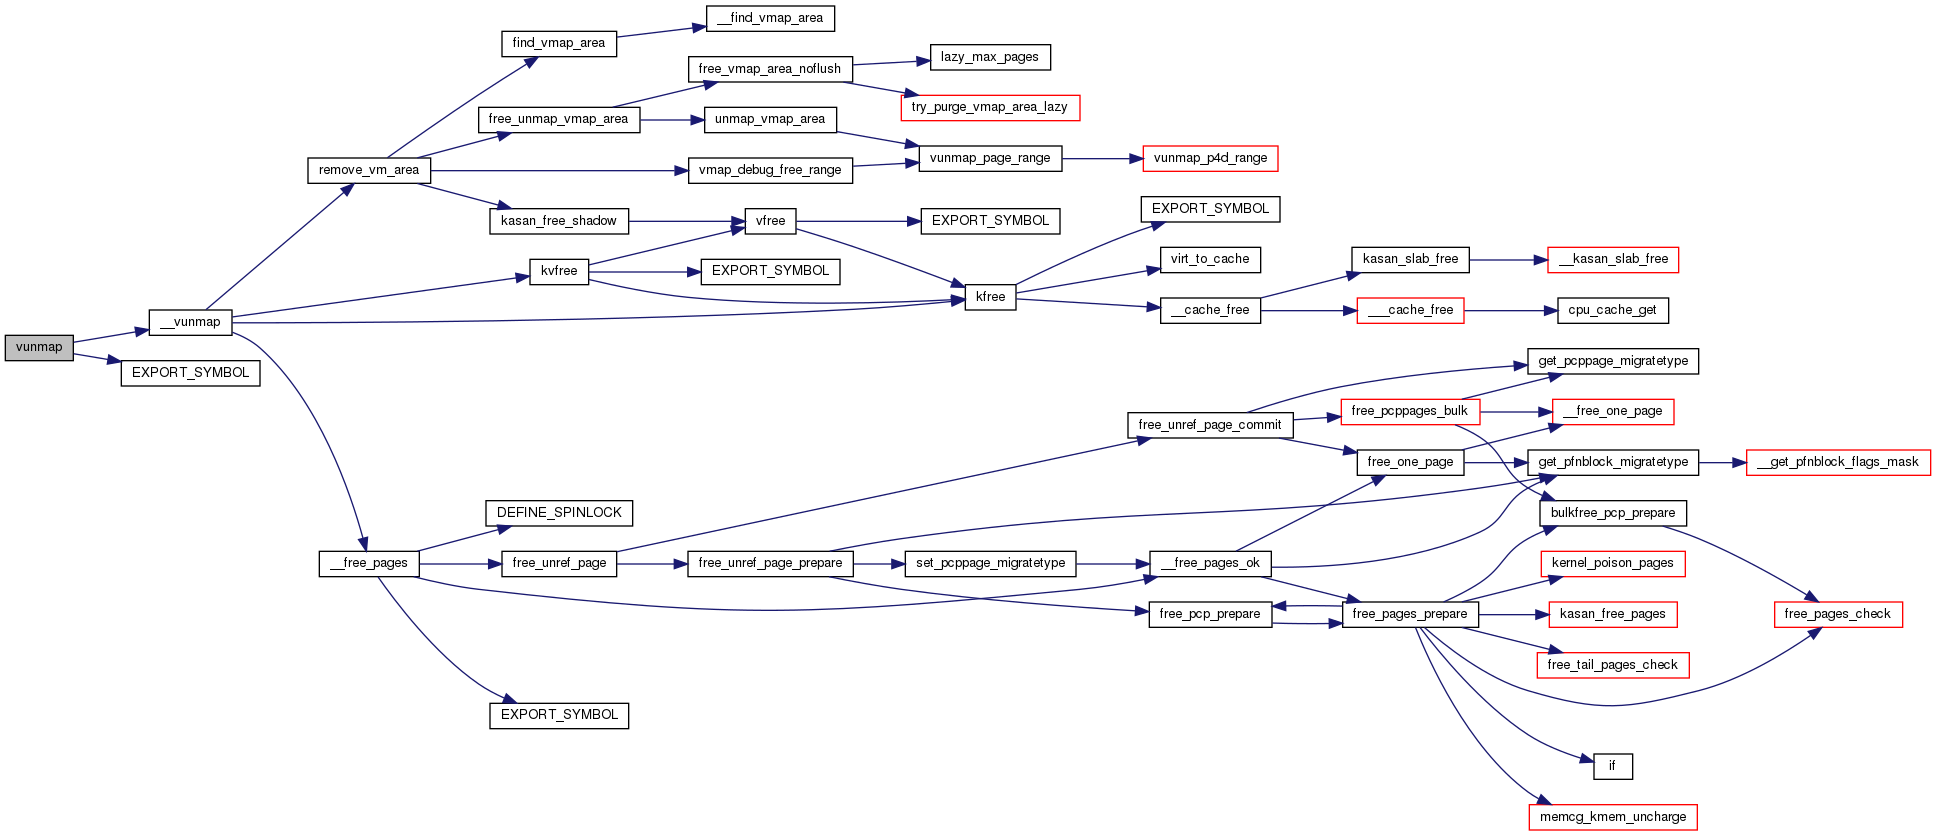 __find_vmap_area
find_vmap_area
lazy_max_pages
free_vmap_area_noflush
try_purge_vmap_area_lazy
free_unmap_vmap_area
unmap_vmap_area
vunmap_page_range
vunmap_p4d_range
remove_vm_area
vmap_debug_free_range
EXPORT_SYMBOL
kasan_free_shadow
vfree
EXPORT_SYMBOL
virt_to_cache
kasan_slab_free
__kasan_slab_free
kvfree
EXPORT_SYMBOL
kfree
__cache_free
___cache_free
cpu_cache_get
__vunmap
vunmap
EXPORT_SYMBOL
get_pcppage_migratetype
free_pcppages_bulk
__free_one_page
free_unref_page_commit
free_one_page
get_pfnblock_migratetype
__get_pfnblock_flags_mask
DEFINE_SPINLOCK
bulkfree_pcp_prepare
__free_pages
free_unref_page
free_unref_page_prepare
set_pcppage_migratetype
__free_pages_ok
kernel_poison_pages
free_pcp_prepare
free_pages_prepare
kasan_free_pages
free_pages_check
free_tail_pages_check
EXPORT_SYMBOL
if
memcg_kmem_uncharge